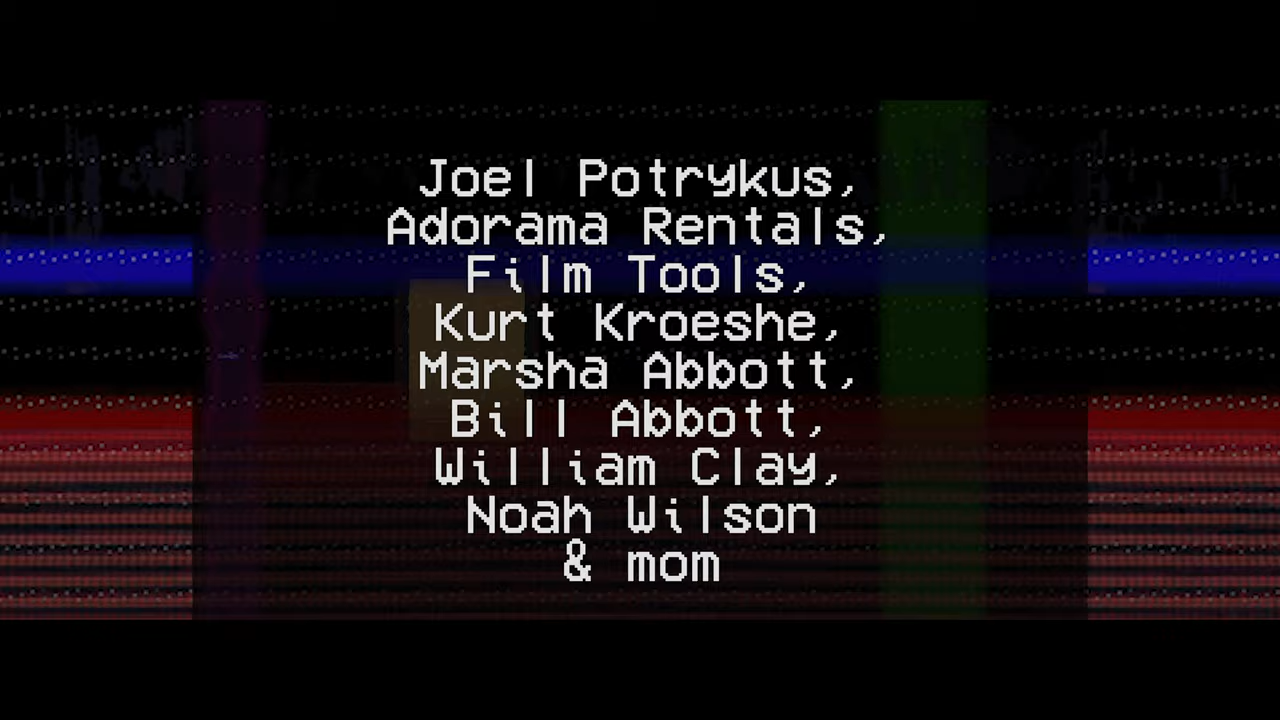 Joel Potrykus,
Adorama Rentals,
Film Tools,
Kurt Kroeshe,
Marsha Abbott,
Bill Abbott,
William Clay,
Noah Wilson
& mom